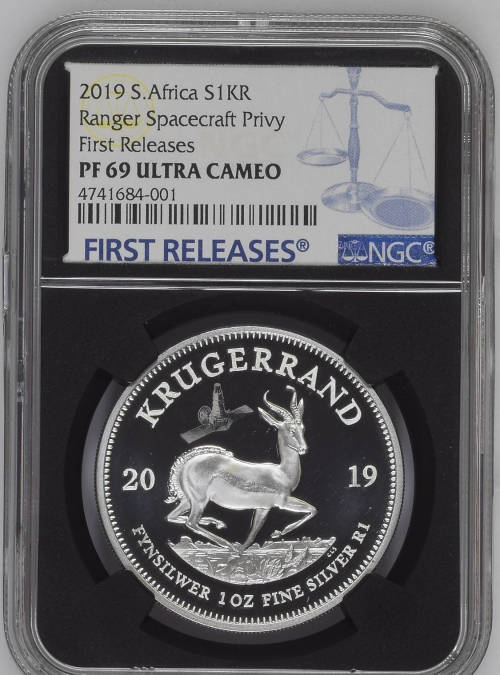 2019 S.Africa S1KR
Ranger Spacecraft Privy
First Releases
PF 69 ULTRA CAMEO
4741684-001
FIRST RELEASES®
NGC®
KRUGERRAND
20 19
FYNSILWER 1 OZ FINE SILVER R1